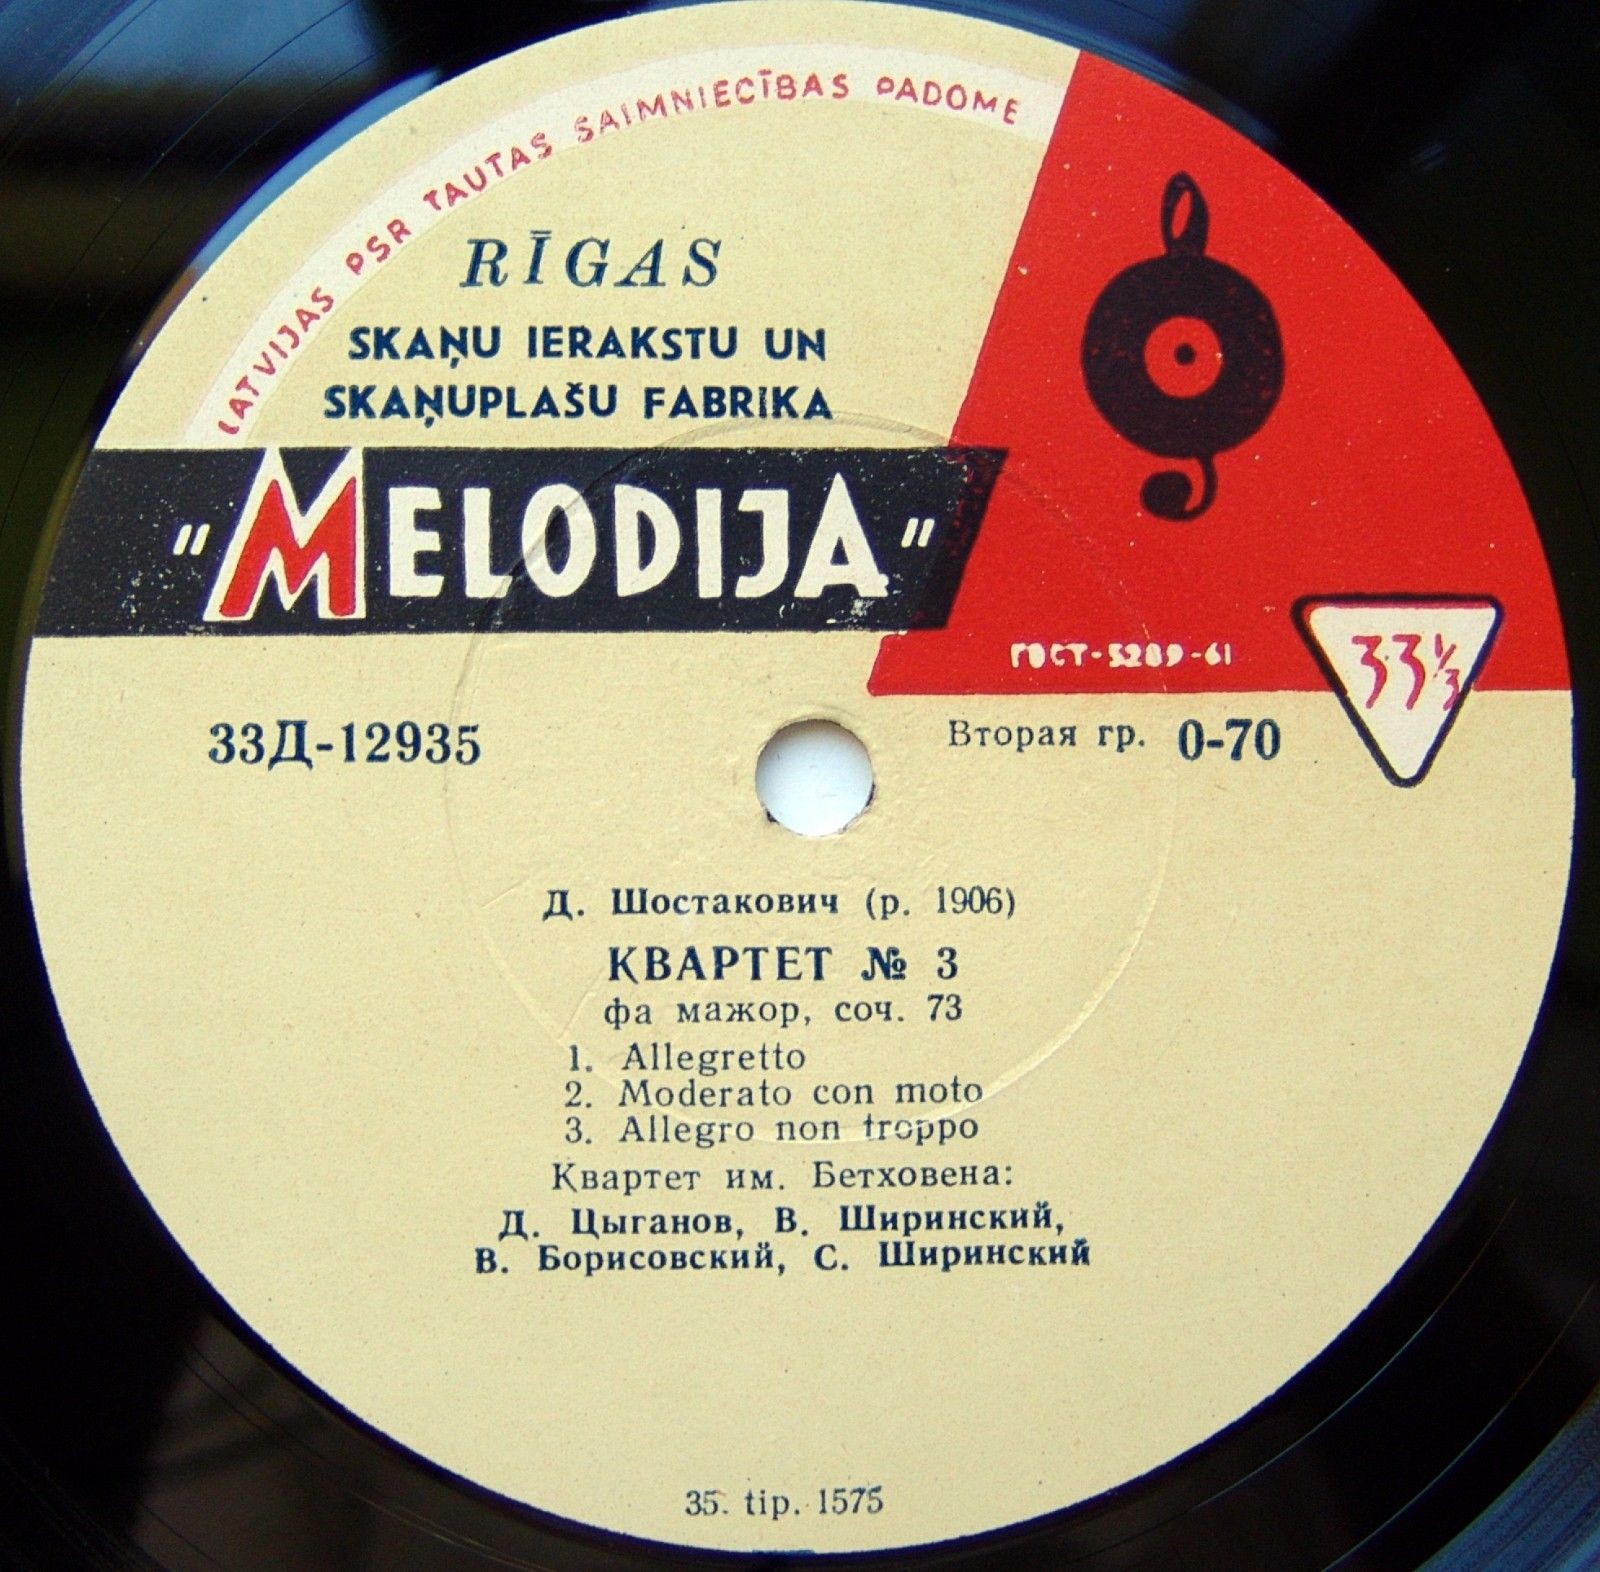 LATVIJAS PSR TAUTAS SAIMNIECĪBAS PADOME
RĪGAS
SKAŅU IERAKSTU UN
SKAŅUPLAŠU FABRIKA
"MELODIJA"
ГОСТ-5289-61
33⅓
33Д-12935
Вторая гр. 0-70
Д. Шостакович (р. 1906)
КВАРТЕТ № 3
фа мажор, соч. 73
1. Allegretto
2. Moderato con moto
3. Allegro non troppo
Квартет им. Бетховена:
Д. Цыганов, В. Ширинский,
В. Борисовский, С. Ширинский
35. tip. 1575